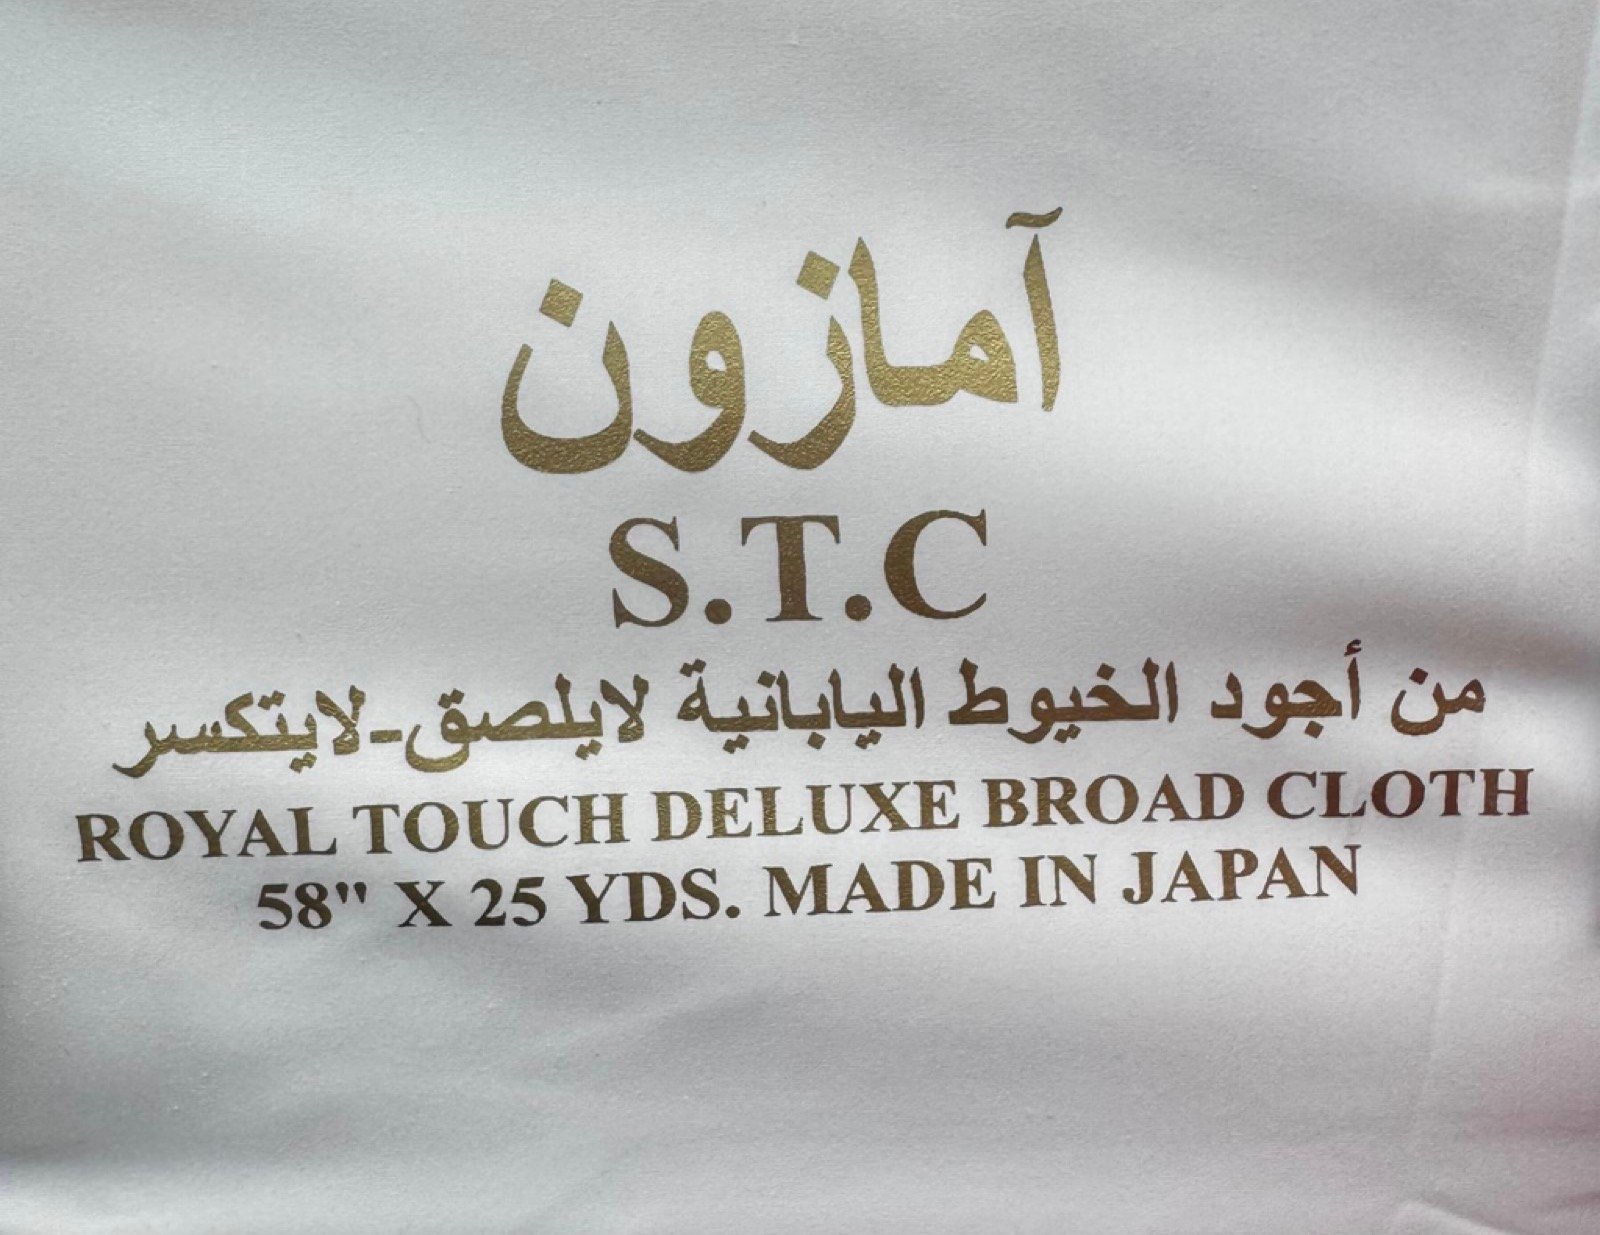 آمازون
S.T.C
من أجود الخيوط اليابانية لايلصق-لايتكسر
ROYAL TOUCH DELUXE BROAD CLOTH
58" X 25 YDS. MADE IN JAPAN